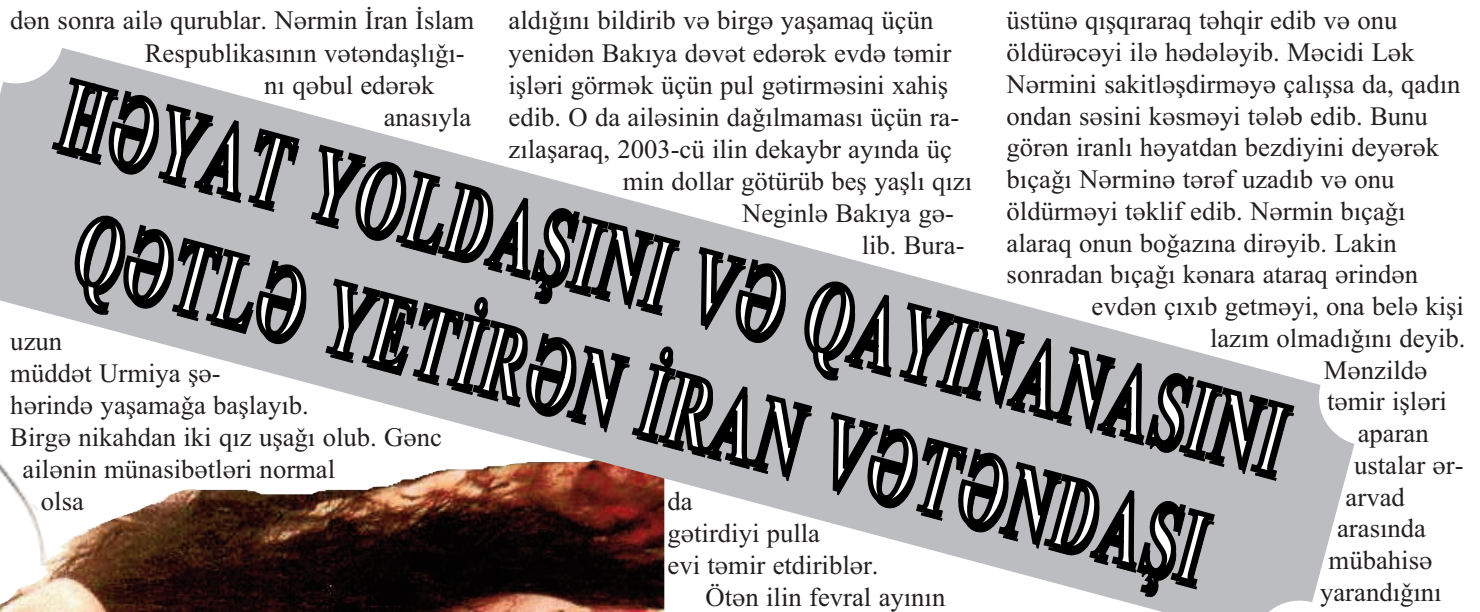 dən sonra ailə qurublar. Nərmin İran İslam
Respublikasının vətəndaşlığı-
nı qəbul edərək
anasıyla
HƏYAT YOLDAŞINI VƏ QAYINANASINI
QƏTLƏ YETİRƏN İRAN VƏTƏNDAŞI
uzun
müddət Urmiya şə-
hərində yaşamağa başlayıb.
Birgə nikahdan iki qız uşağı olub. Gənc
ailənin münasibətləri normal
olsa
aldığını bildirib və birgə yaşamaq üçün
yenidən Bakıya dəvət edərək evdə təmir
işləri görmək üçün pul gətirməsini xahiş
edib. O da ailəsinin dağılmaması üçün ra-
zılaşaraq, 2003-cü ilin dekaybr ayında üç
min dollar götürüb beş yaşlı qızı
Neginlə Bakıya gə-
lib. Bura-
da
gətirdiyi pulla
evi təmir etdiriblər.
Ötən ilin fevral ayının
üstünə qışqıraraq təhqir edib və onu
öldürəcəyi ilə hədələyib. Məcidi Lək
Nərmini sakitləşdirməyə çalışsa da, qadın
ondan səsini kəsməyi tələb edib. Bunu
görən iranlı həyatdan bezdiyini deyərək
bıçağı Nərminə tərəf uzadıb və onu
öldürməyi təklif edib. Nərmin bıçağı
alaraq onun boğazına dirəyib. Lakin
sonradan bıçağı kənara ataraq ərindən
evdən çıxıb getməyi, ona belə kişi
lazım olmadığını deyib.
Mənzildə
təmir işləri
aparan
ustalar ər-
arvad
arasında
mübahisə
yarandığını